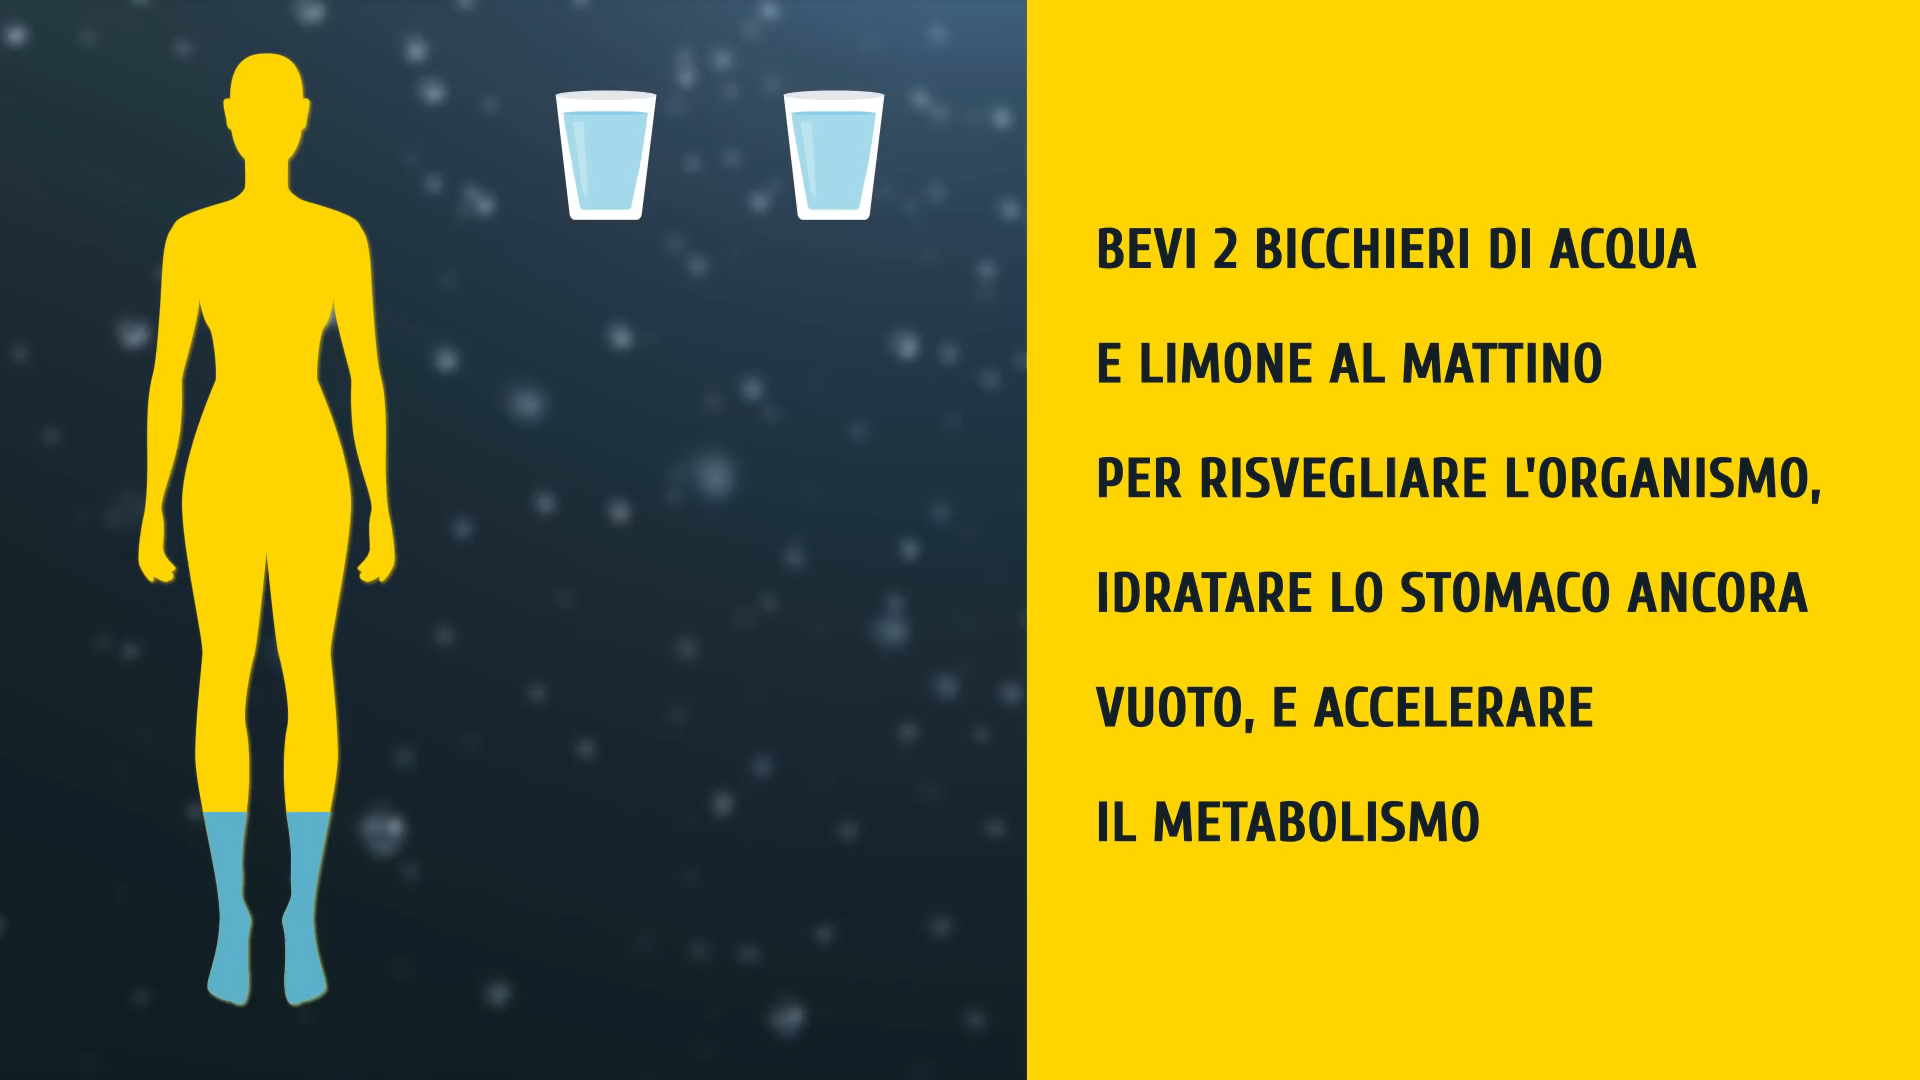 BEVI 2 BICCHIERI DI ACQUA
E LIMONE AL MATTINO
PER RISVEGLIARE L'ORGANISMO,
IDRATARE LO STOMACO ANCORA
VUOTO, E ACCELERARE
IL METABOLISMO